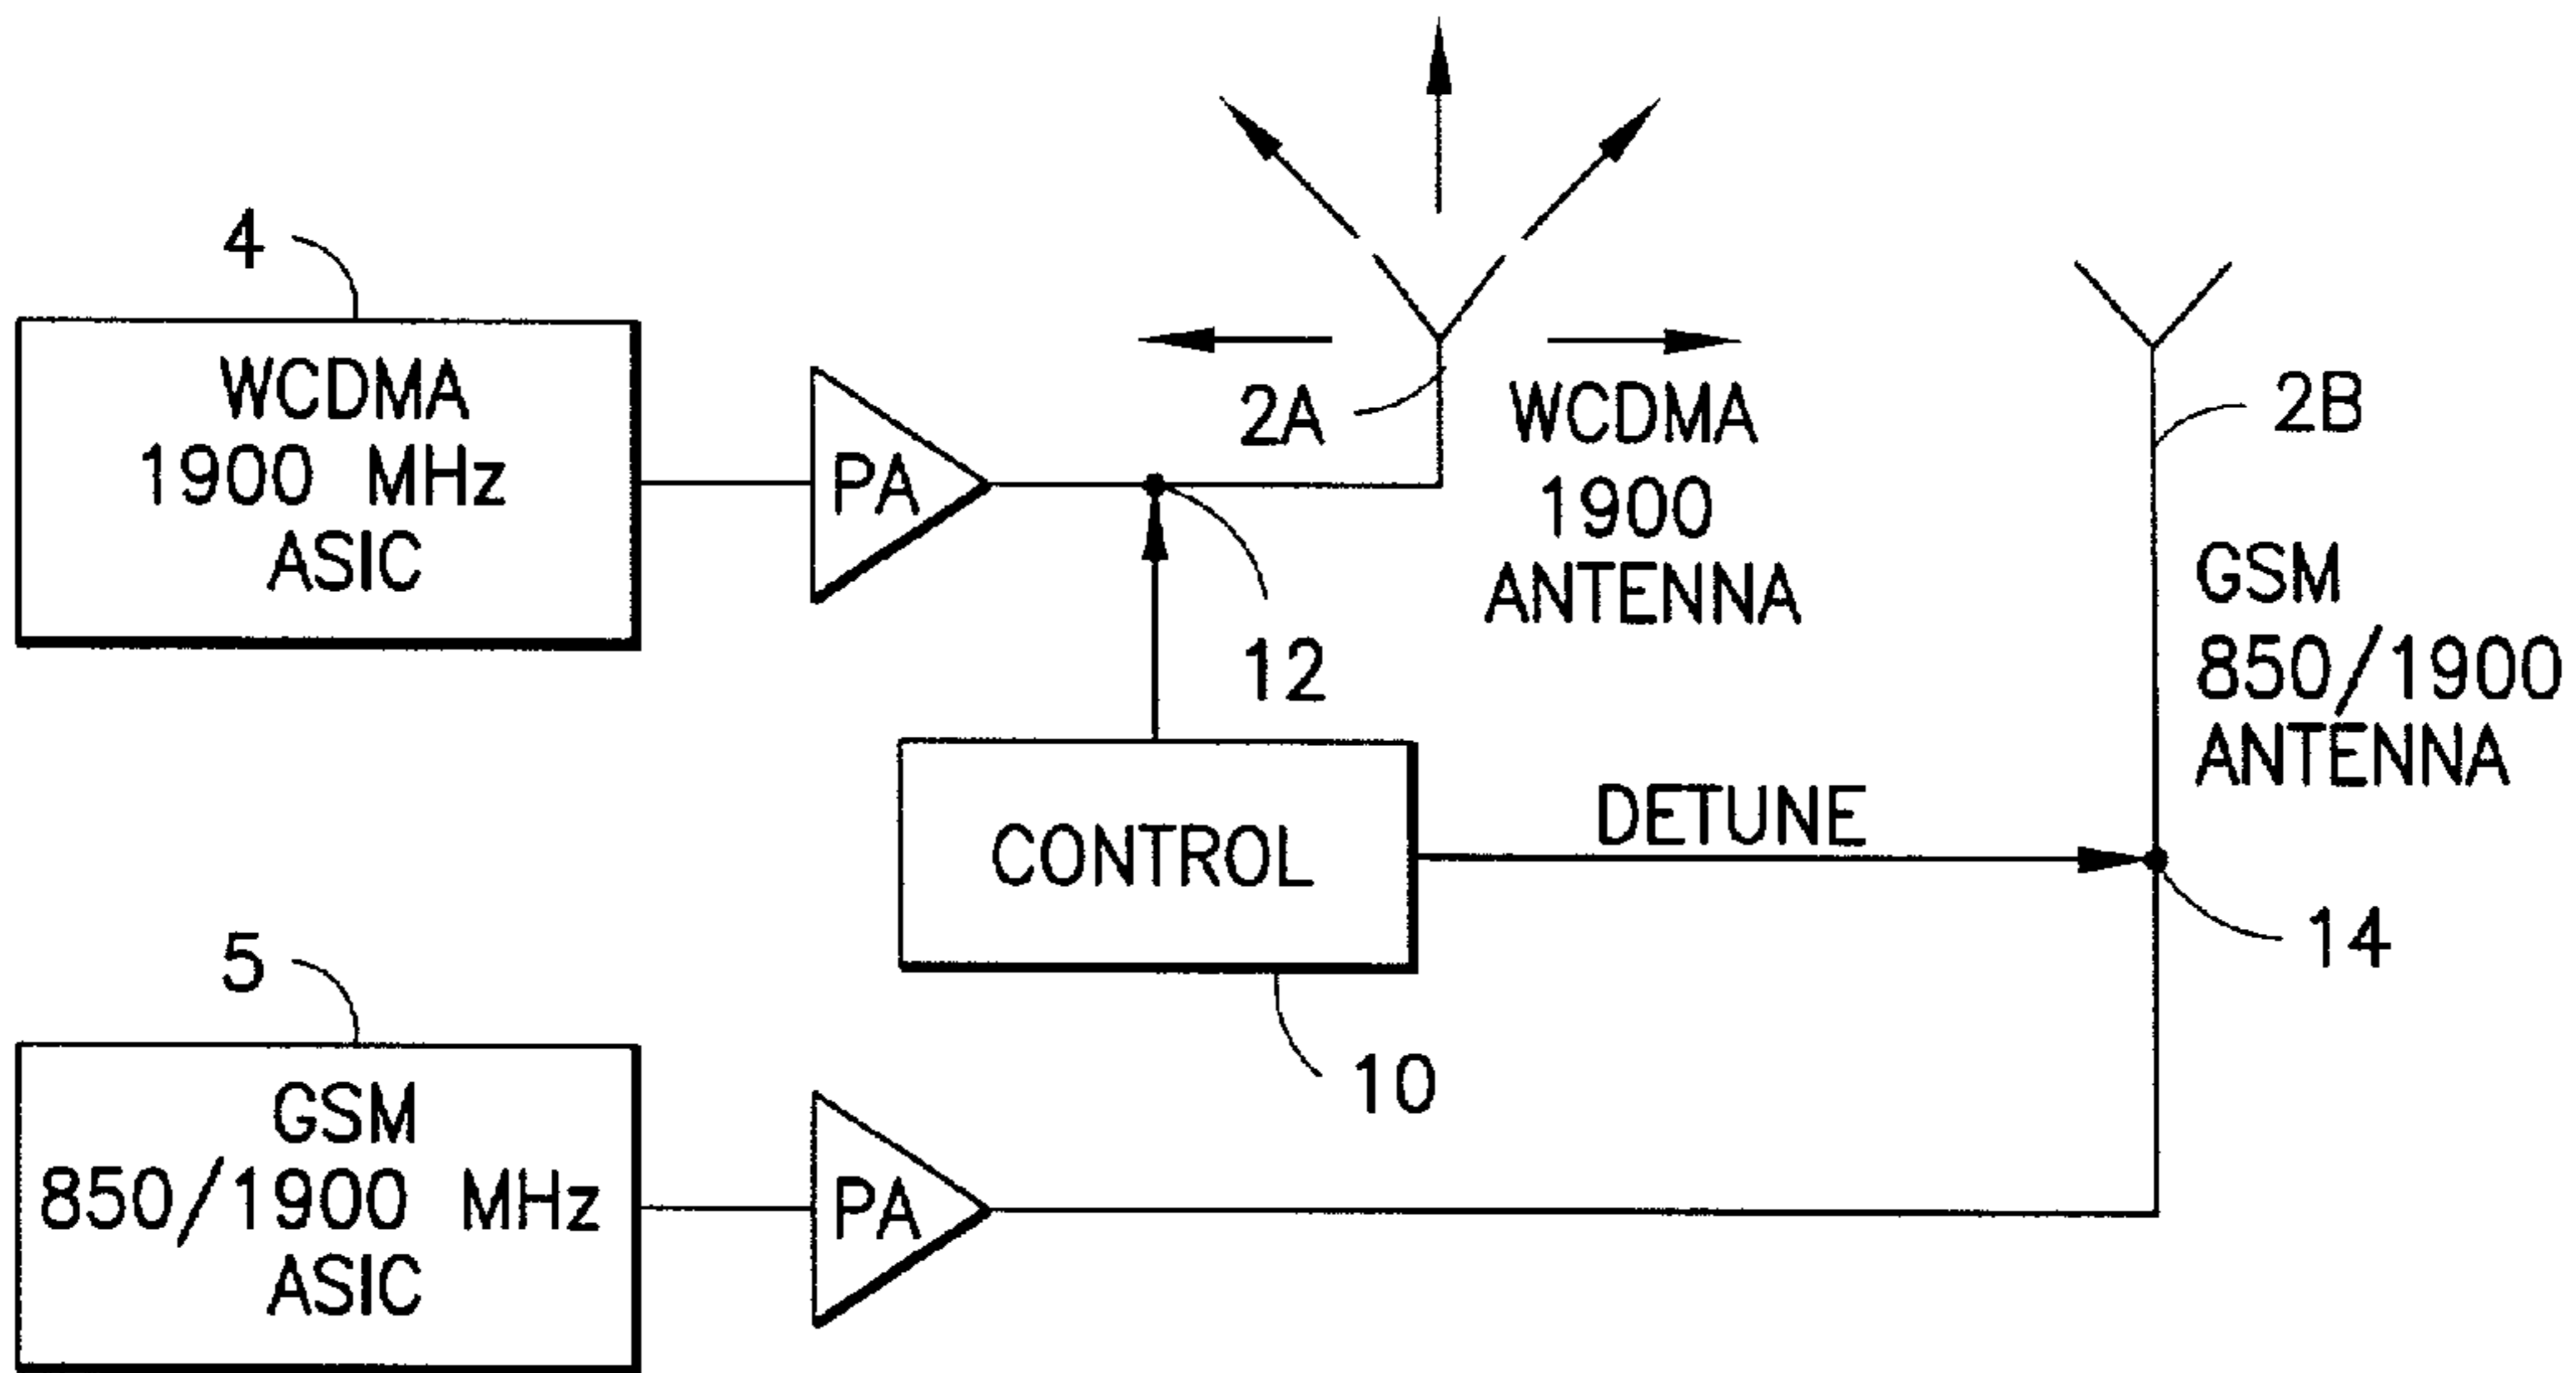 4
WCDMA
1900 MHz
ASIC
PA
2A
WCDMA
1900
ANTENNA
12
2B
GSM
850/1900
ANTENNA
CONTROL
DETUNE
14
10
5
GSM
850/1900 MHz
ASIC
PA